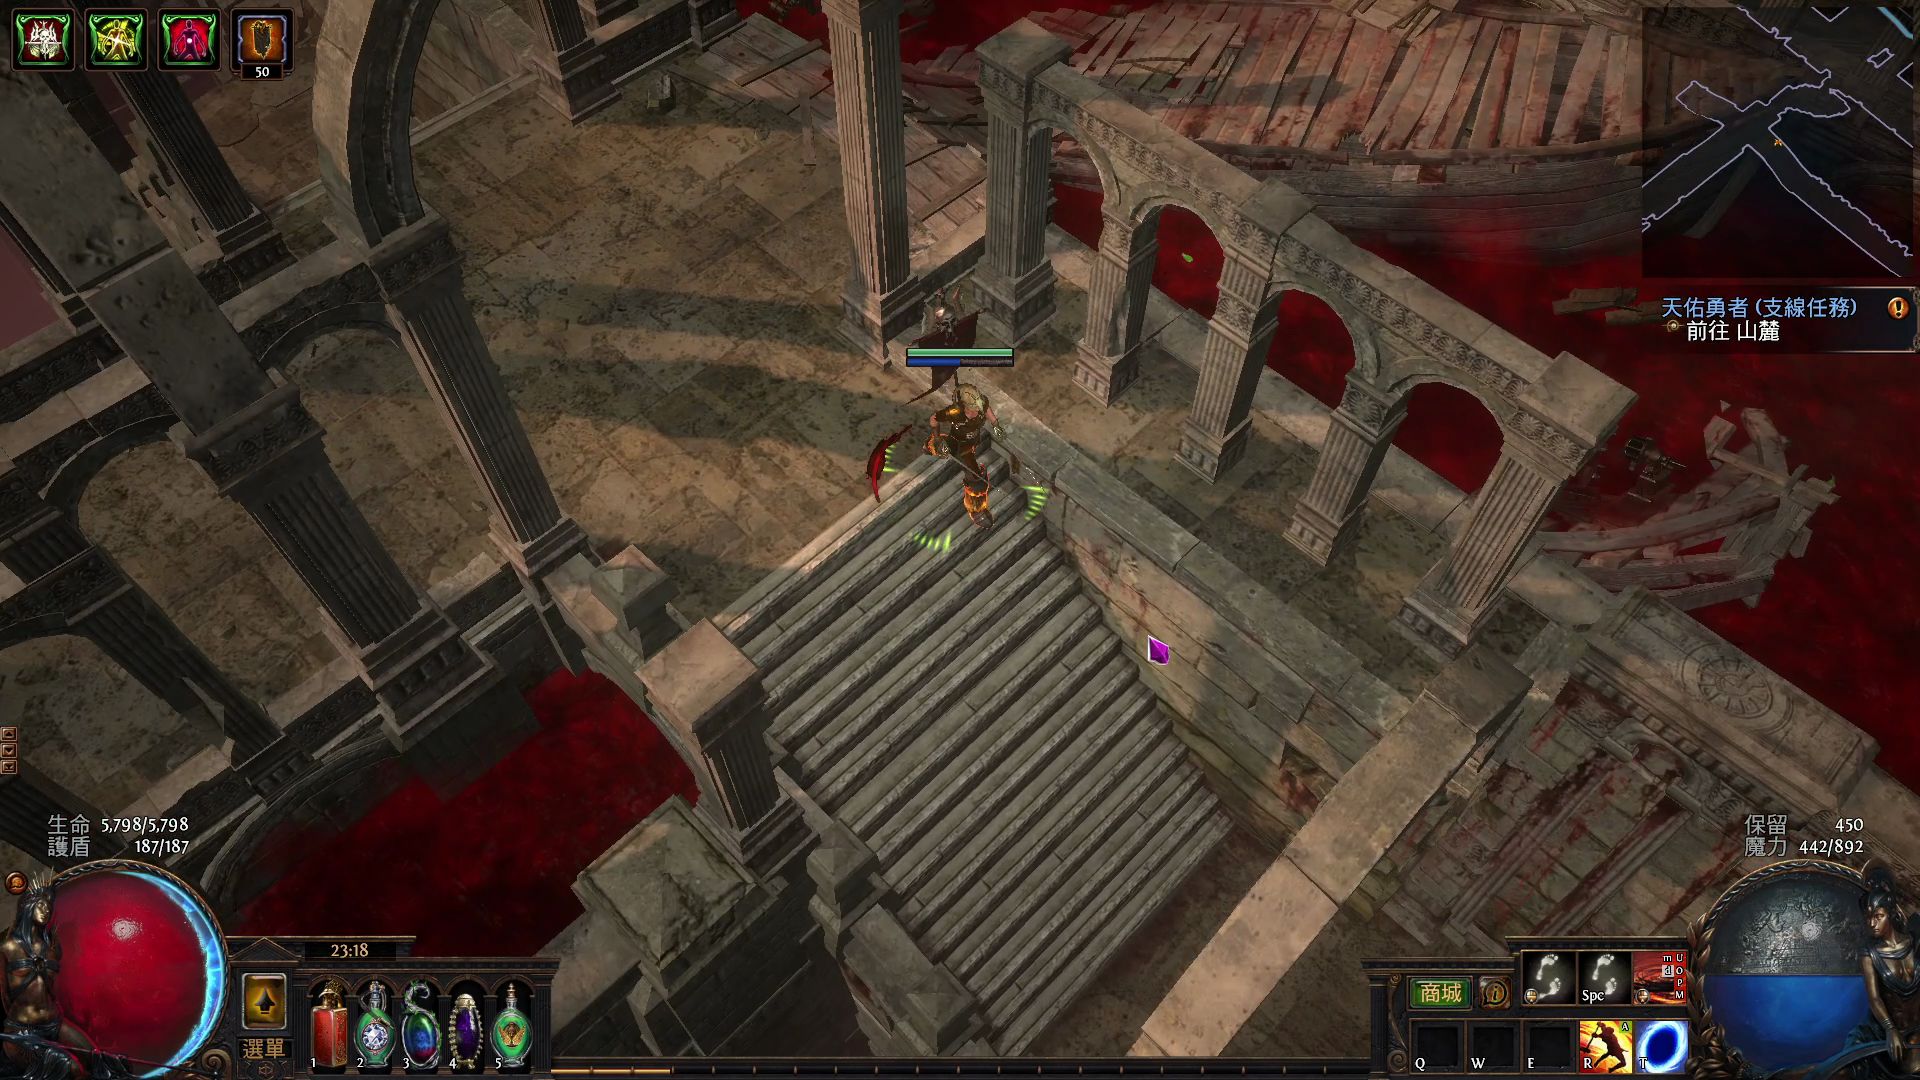 50
天佑勇者 (支線任務)
前往 山麓
生命 5,798/5,798
護盾 187/187
保留 450
魔力 442/892
23:18
選單
1
2
3
4
5
商城
Spc
m U
d O
P
M
Q
W
E
R
A
T